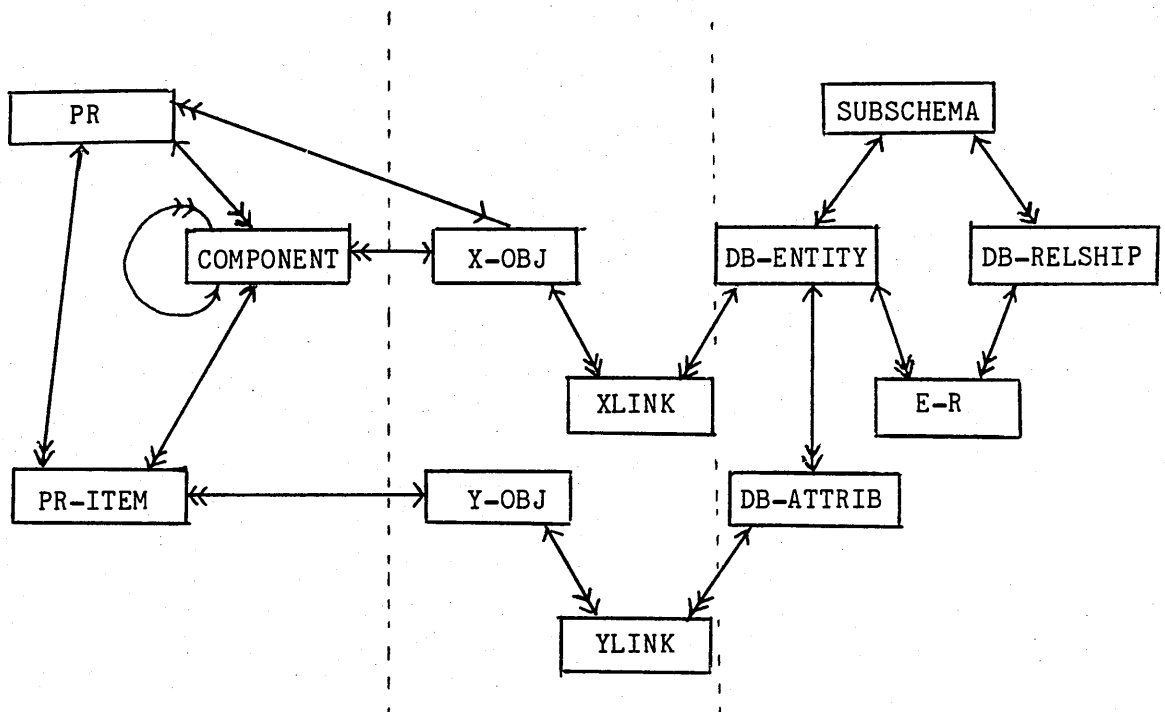 PR
SUBSCHEMA
COMPONENT
X-OBJ
DB-ENTITY
DB-RELSHIP
XLINK
E-R
PR-ITEM
Y-OBJ
DB-ATTRIB
YLINK